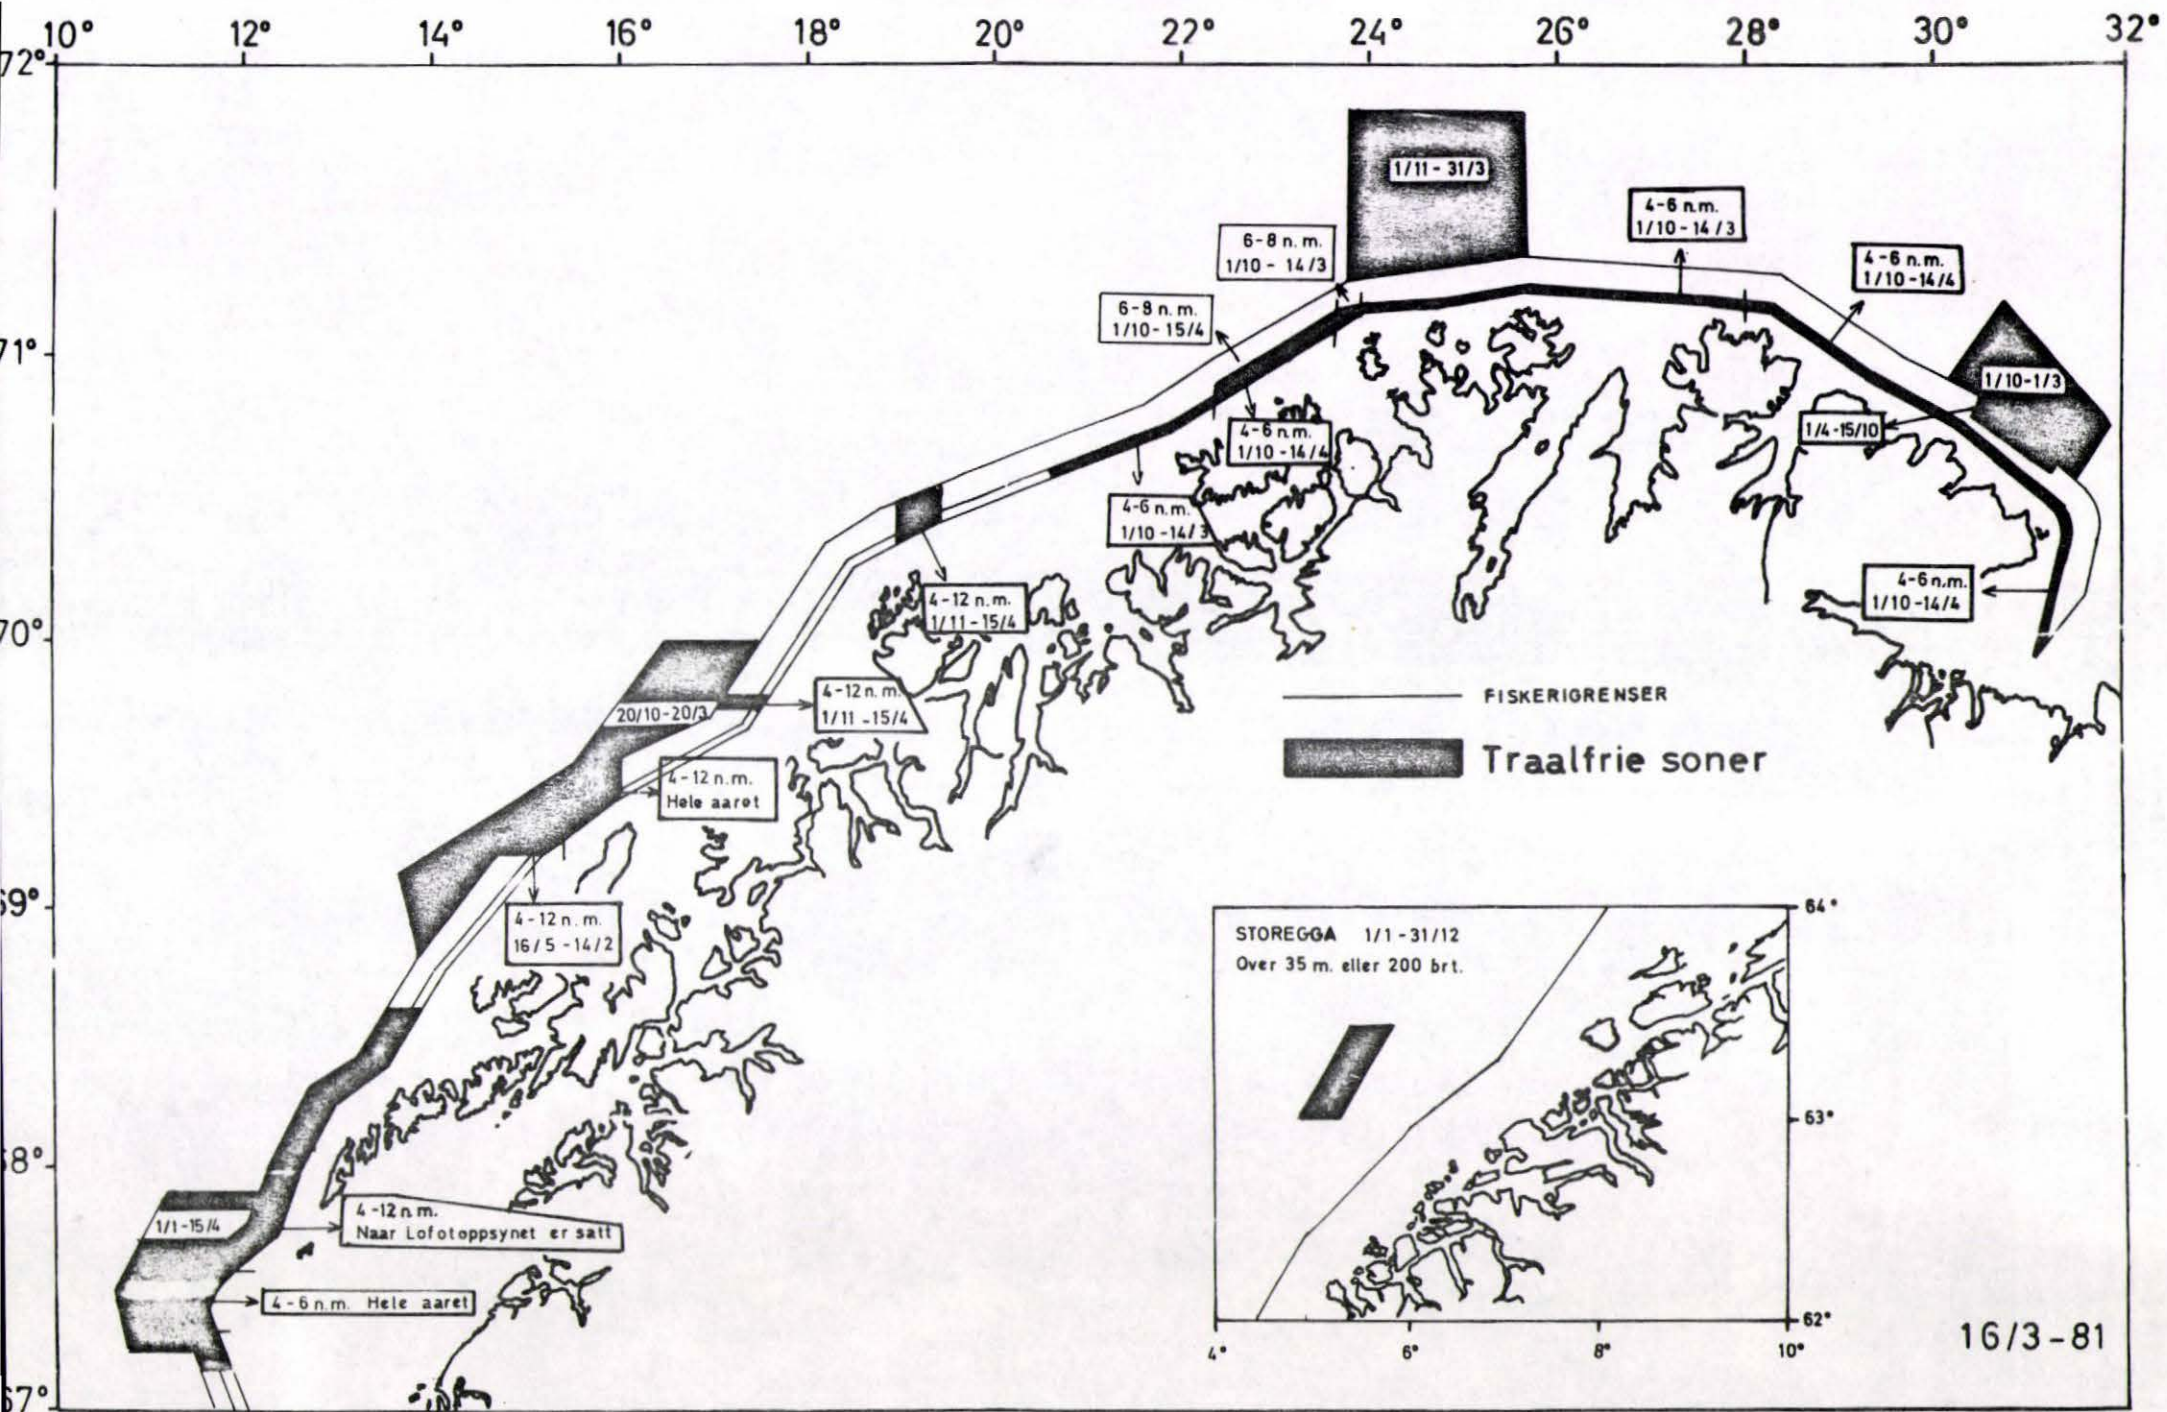 10° 12° 14° 16° 18° 20° 22° 24° 26° 28° 30° 32°
72°
71°
70°
69°
68°
67°
1/11 - 31/3
4-6 n.m.
1/10 - 14/3
6-8 n.m.
1/10 - 14/3
4-6 n.m.
1/10 - 14/4
6-8 n.m.
1/10 - 15/4
1/10-1/3
1/4-15/10
4-6 n.m.
1/10 - 14/4
4-6 n.m.
1/10 - 14/3
4-6 n.m.
1/10 - 14/4
4-12 n.m.
1/11 - 15/4
4-12 n.m.
1/11 - 15/4
20/10-20/3
FISKERIGRENSER
Traalfrie soner
4-12 n.m.
Hele aaret
4-12 n.m.
16/5 - 14/2
STOREGGA 1/1 - 31/12
Over 35 m. eller 200 brt.
64°
63°
62°
4° 6° 8° 10°
1/1-15/4
4-12 n.m.
Naar Lofotoppsynet er satt
4-6 n.m. Hele aaret
16/3-81